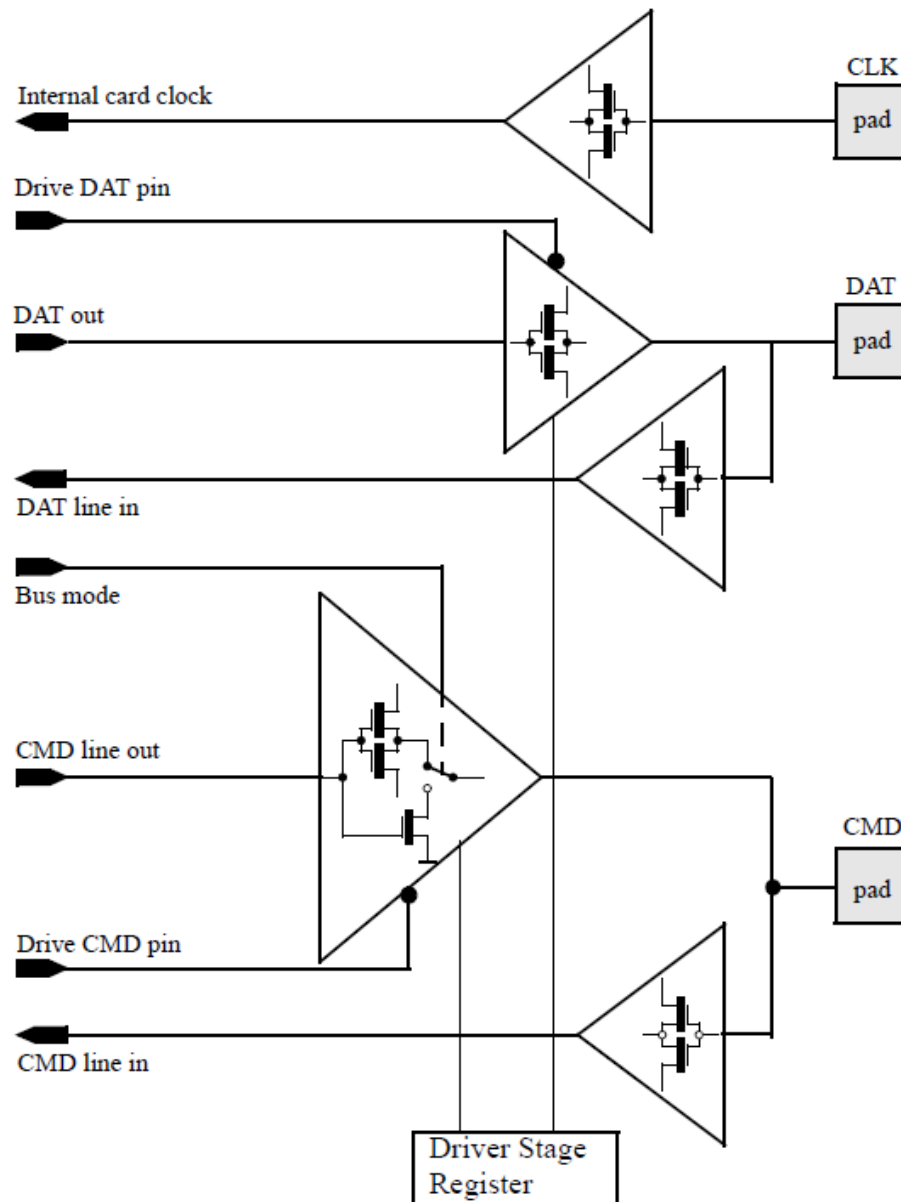 CLK
Internal card clock
pad
Drive DAT pin
DAT
DAT out
pad
DAT line in
Bus mode
CMD line out
CMD
pad
Drive CMD pin
CMD line in
Driver Stage
Register